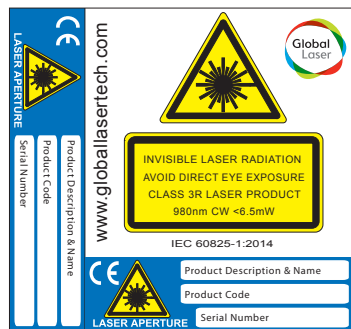 CE
LASER APERTURE
Serial Number
Product Code
Product Description & Name
www.globallasertech.com
Global
Laser
INVISIBLE LASER RADIATION
AVOID DIRECT EYE EXPOSURE
CLASS 3R LASER PRODUCT
980nm CW <6.5mW
IEC 60825-1:2014
CE
LASER APERTURE
Product Description & Name
Product Code
Serial Number